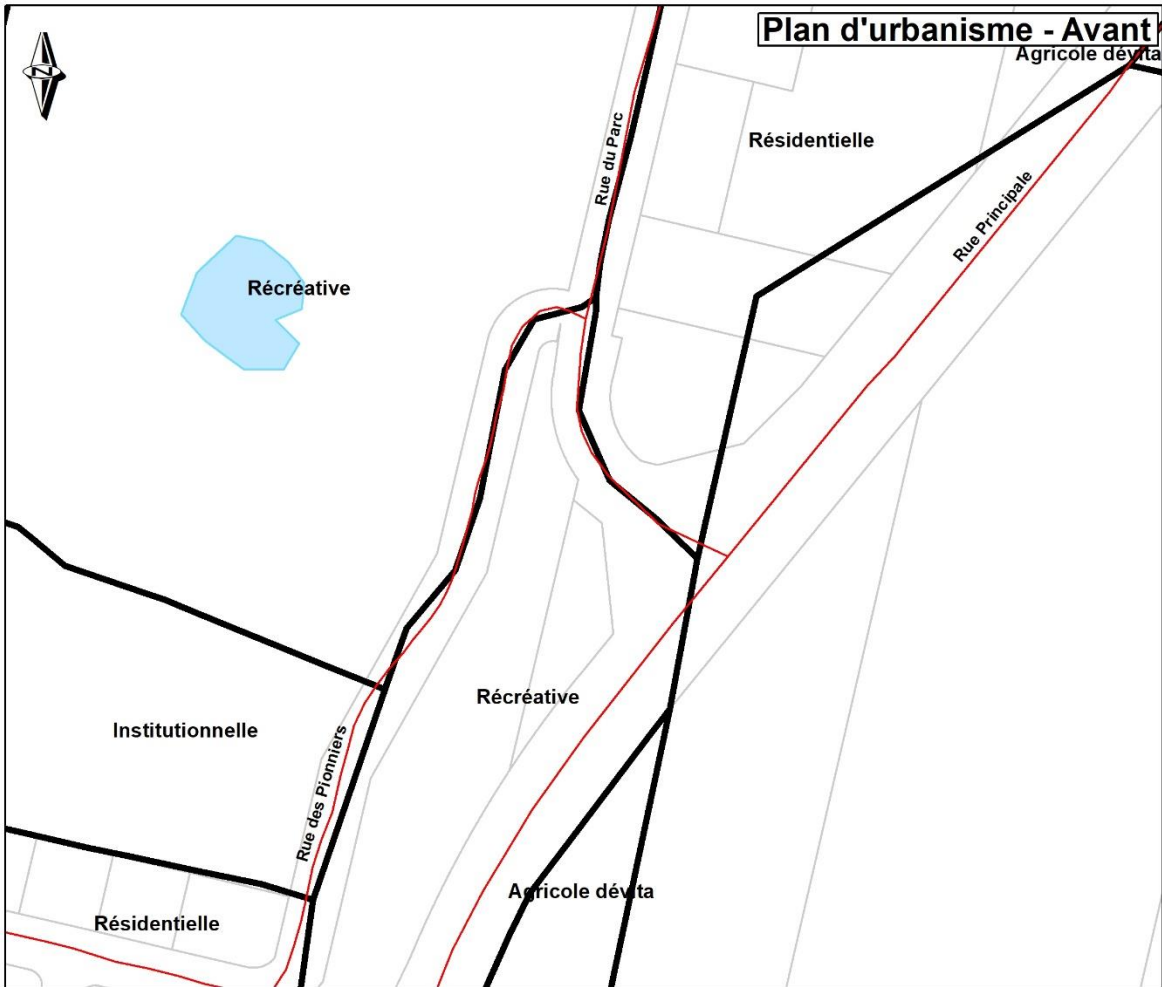 Plan d'urbanisme - Avant
Agricole dévita
N
Résidentielle
Rue du Parc
Rue Principale
Récréative
Récréative
Institutionnelle
Rue des Pionniers
Agricole dévita
Résidentielle